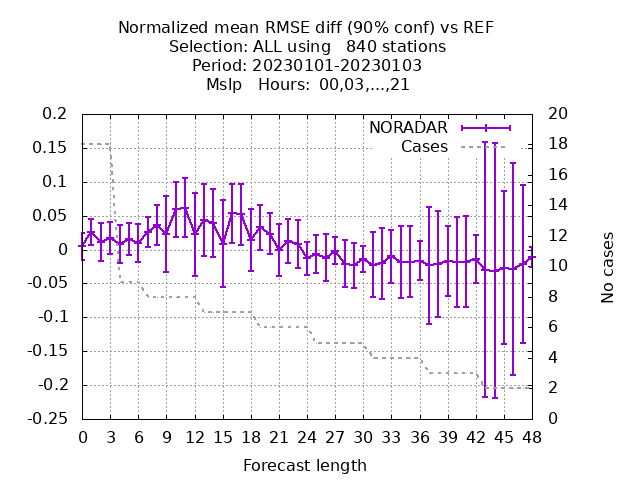 Normalized mean RMSE diff (90% conf) vs REF
Selection: ALL using   840 stations
Period: 20230101-20230103
Mslp   Hours:  00,03,...,21
NORADAR
Cases
0.2
0.15
0.1
0.05
0
-0.05
-0.1
-0.15
-0.2
-0.25
20
18
16
14
12
10
8
6
4
2
0
No cases
0 3 6 9 12 15 18 21 24 27 30 33 36 39 42 45 48
Forecast length